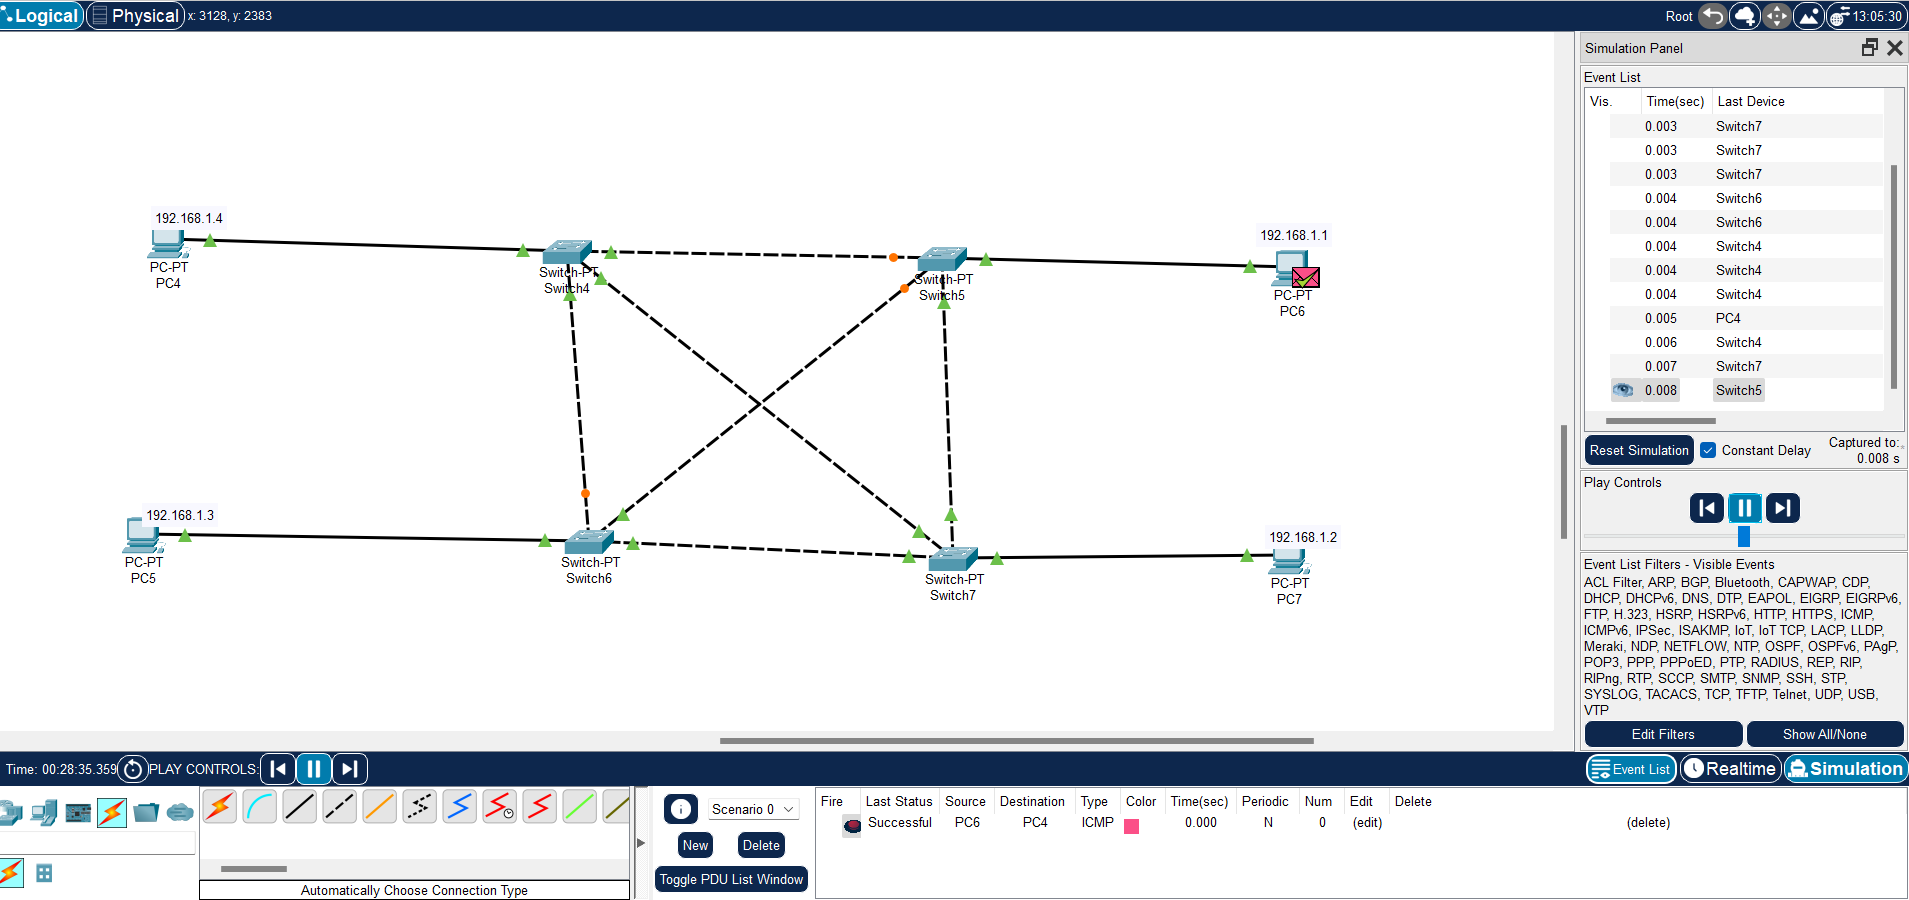 Logical
Physical
x: 3128, y: 2383
Root
13:05:30
192.168.1.4
PC-PT
PC4
Switch-PT
Switch4
Switch-PT
Switch5
192.168.1.1
PC-PT
PC6
192.168.1.3
PC-PT
PC5
Switch-PT
Switch6
Switch-PT
Switch7
192.168.1.2
PC-PT
PC7
Simulation Panel
Event List
Vis. Time(sec) Last Device
0.003 Switch7
0.003 Switch7
0.003 Switch7
0.004 Switch6
0.004 Switch6
0.004 Switch4
0.004 Switch4
0.004 Switch4
0.005 PC4
0.006 Switch4
0.007 Switch7
0.008 Switch5
Reset Simulation
Constant Delay
Captured to:
0.008 s
Play Controls
Event List Filters - Visible Events
ACL Filter, ARP, BGP, Bluetooth, CAPWAP, CDP,
DHCP, DHCPv6, DNS, DTP, EAPOL, EIGRP, EIGRPv6,
FTP, H.323, HSRP, HSRPv6, HTTP, HTTPS, ICMP,
ICMPv6, IPSec, ISAKMP, IoT, IoT TCP, LACP, LLDP,
Meraki, NDP, NETFLOW, NTP, OSPF, OSPFv6, PAgP,
POP3, PPP, PPPoED, PTP, RADIUS, REP, RIP,
RIPng, RTP, SCCP, SMTP, SNMP, SSH, STP,
SYSLOG, TACACS, TCP, TFTP, Telnet, UDP, USB,
VTP
Edit Filters
Show All/None
Time: 00:28:35.359
PLAY CONTROLS:
Event List
Realtime
Simulation
Automatically Choose Connection Type
Scenario 0
New
Delete
Toggle PDU List Window
Fire Last Status Source Destination Type Color Time(sec) Periodic Num Edit Delete
Successful PC6 PC4 ICMP 0.000 N 0 (edit) (delete)